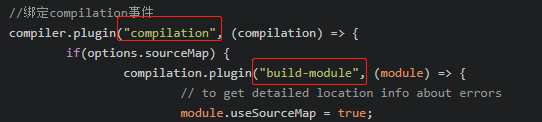 //绑定compilation事件
compiler.plugin("compilation", (compilation) => {
if(options.sourceMap) {
compilation.plugin("build-module", (module) => {
// to get detailed location info about errors
module.useSourceMap = true;